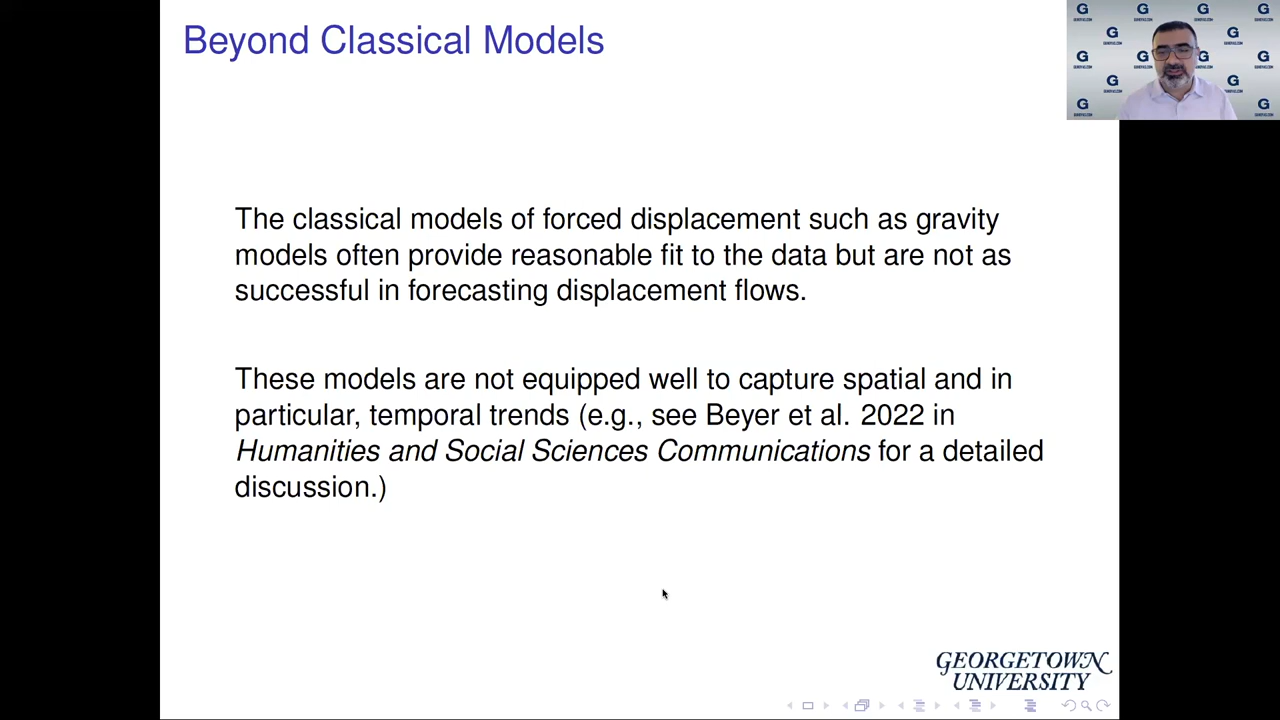 Beyond Classical Models
The classical models of forced displacement such as gravity
models often provide reasonable fit to the data but are not as
successful in forecasting displacement flows.
These models are not equipped well to capture spatial and in
particular, temporal trends (e.g., see Beyer et al. 2022 in
Humanities and Social Sciences Communications for a detailed
discussion.)
GEORGETOWN
UNIVERSITY